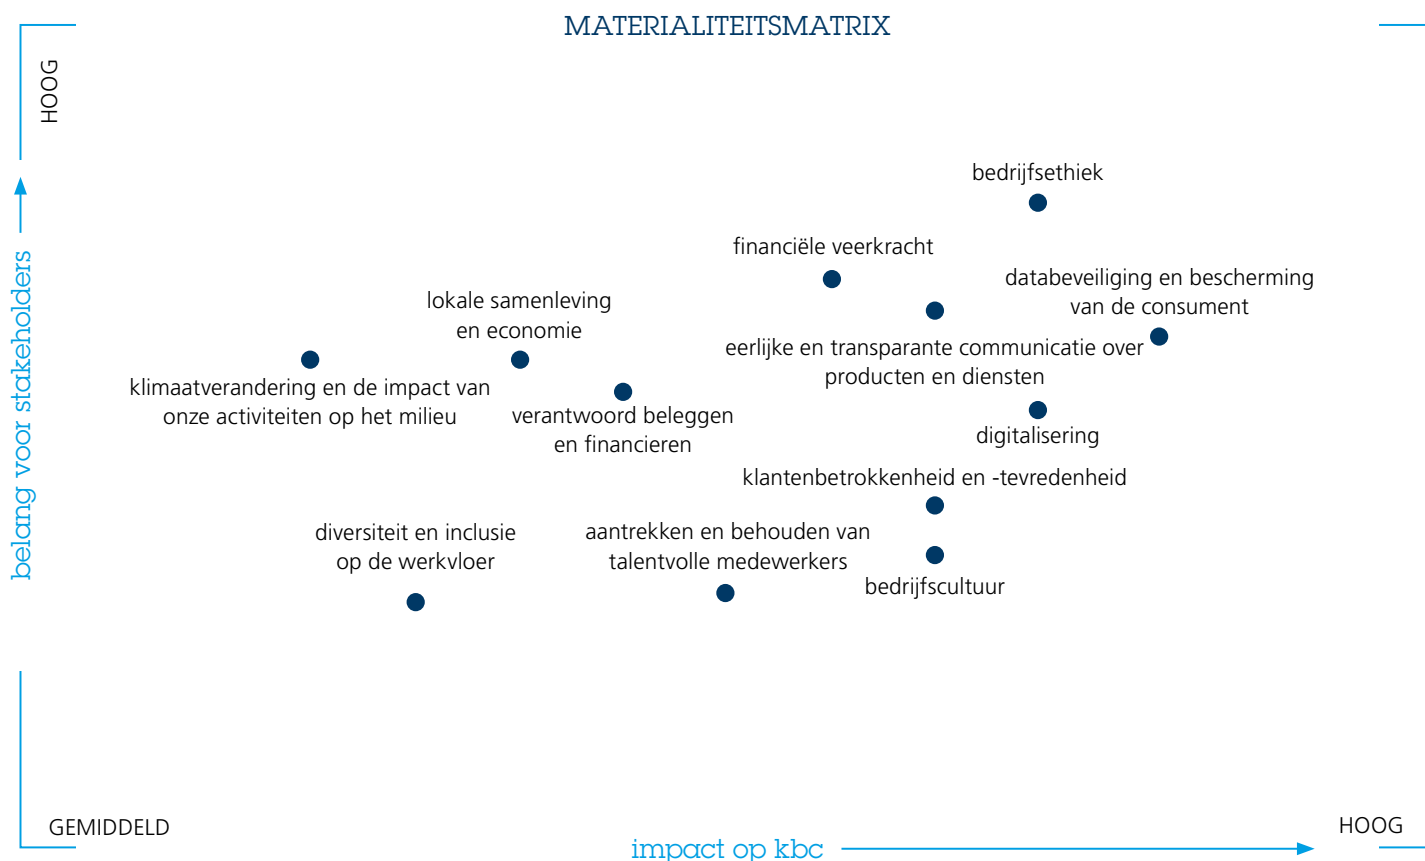 MATERIALITEITSMATRIX
HOOG
belang voor stakeholders
bedrijfsethiek
financiële veerkracht
databeveiliging en bescherming
van de consument
lokale samenleving
en economie
eerlijke en transparante communicatie over
producten en diensten
klimaatverandering en de impact van
onze activiteiten op het milieu
verantwoord beleggen
en financieren
digitalisering
klantenbetrokkenheid en -tevredenheid
diversiteit en inclusie
op de werkvloer
aantrekken en behouden van
talentvolle medewerkers
bedrijfscultuur
GEMIDDELD
impact op kbc
HOOG